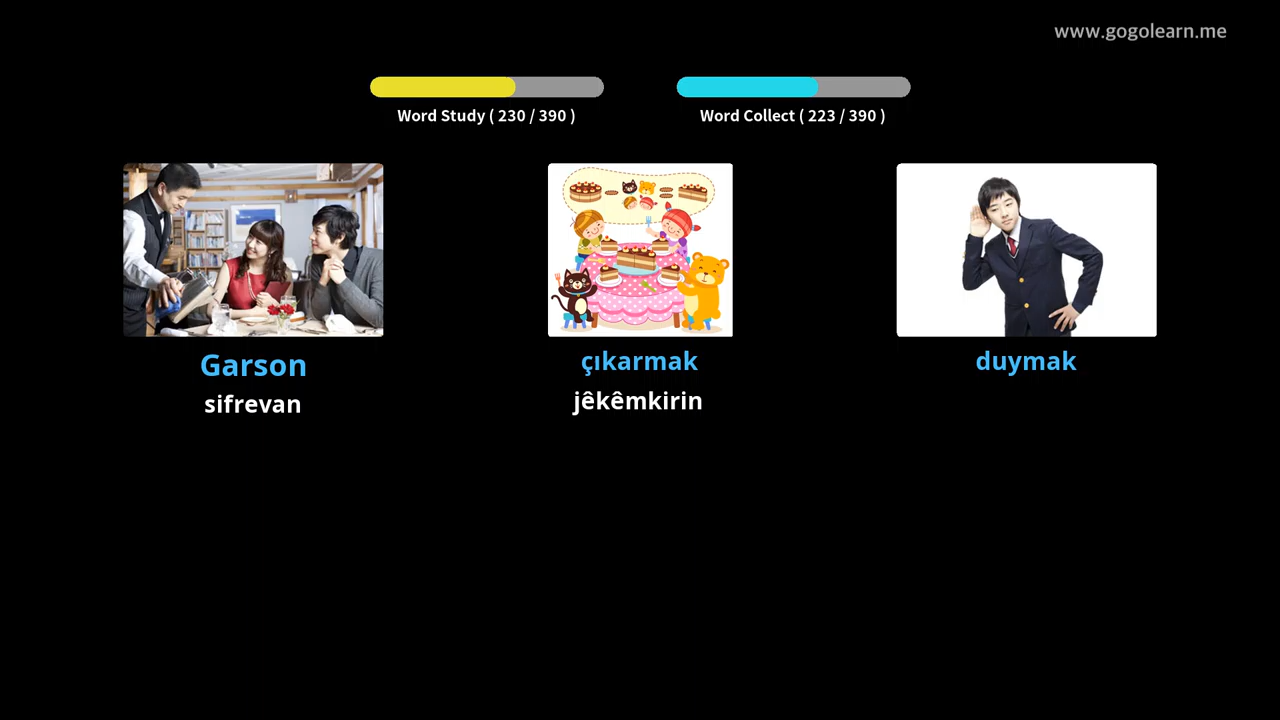 www.gogolearn.me
Word Study ( 230 / 390 )
Word Collect ( 223 / 390 )
Garson
sifrevan
çıkarmak
jêkêmkirin
duymak